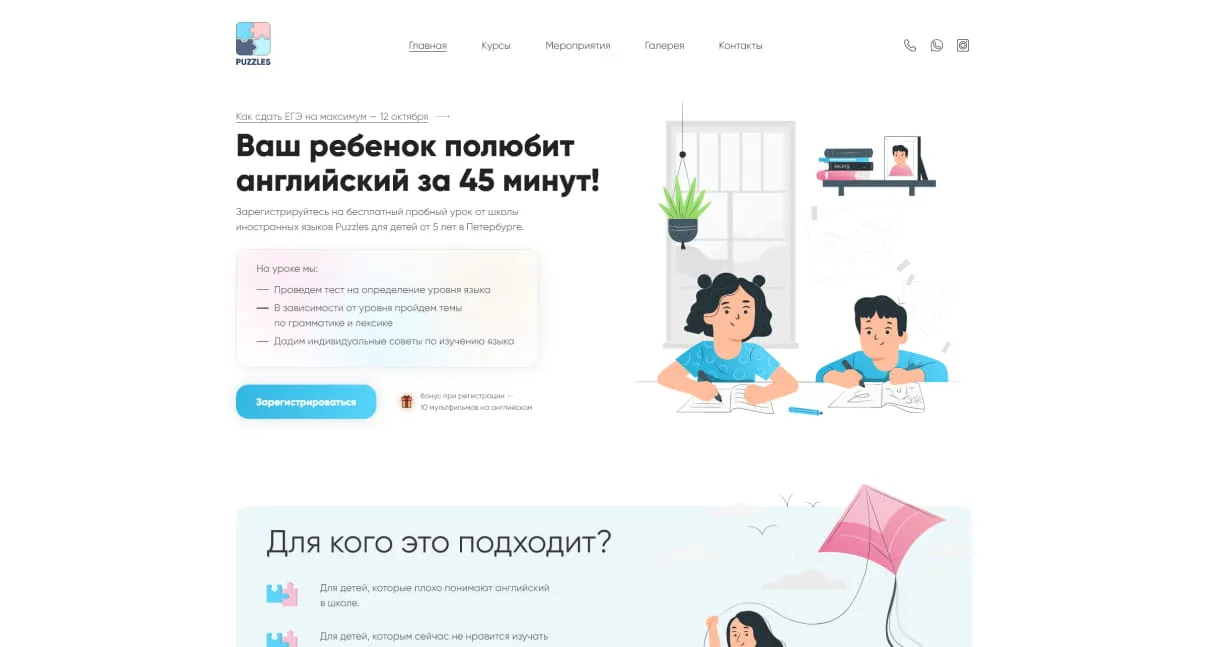 PUZZLES
Главная
Курсы
Мероприятия
Галерея
Контакты
Как сдать ЕГЭ на максимум – 12 октября
Ваш ребенок полюбит
английский за 45 минут!
Зарегистрируйтесь на бесплатный пробный урок от школы
иностранных языков Puzzles для детей от 5 лет в Петербурге.
На уроке мы:
— Проведем тест на определение уровня языка
— В зависимости от уровня пройдем темы
по грамматике и лексике
— Дадим индивидуальные советы по изучению языка
Зарегистрироваться
бонус при регистрации —
10 мультфильмов на английском
Для кого это подходит?
Для детей, которые плохо понимают английский
в школе.
Для детей, которым сейчас не нравится изучать